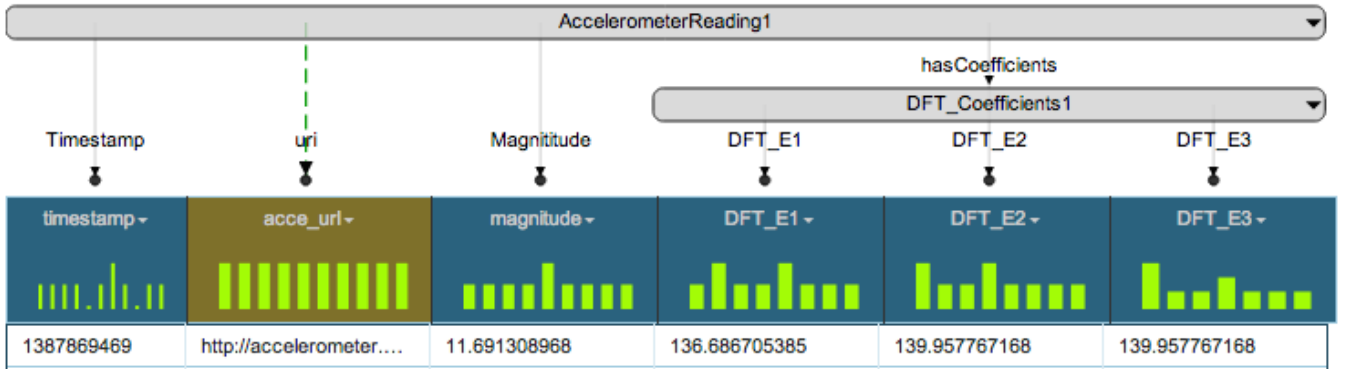 AccelerometerReading1
hasCoefficients
DFT_Coefficients1
Timestamp uri Magnititude DFT_E1 DFT_E2 DFT_E3
timestamp acce_url magnitude DFT_E1 DFT_E2 DFT_E3
1387869469 http://accelerometer.... 11.691308968 136.686705385 139.957767168 139.957767168